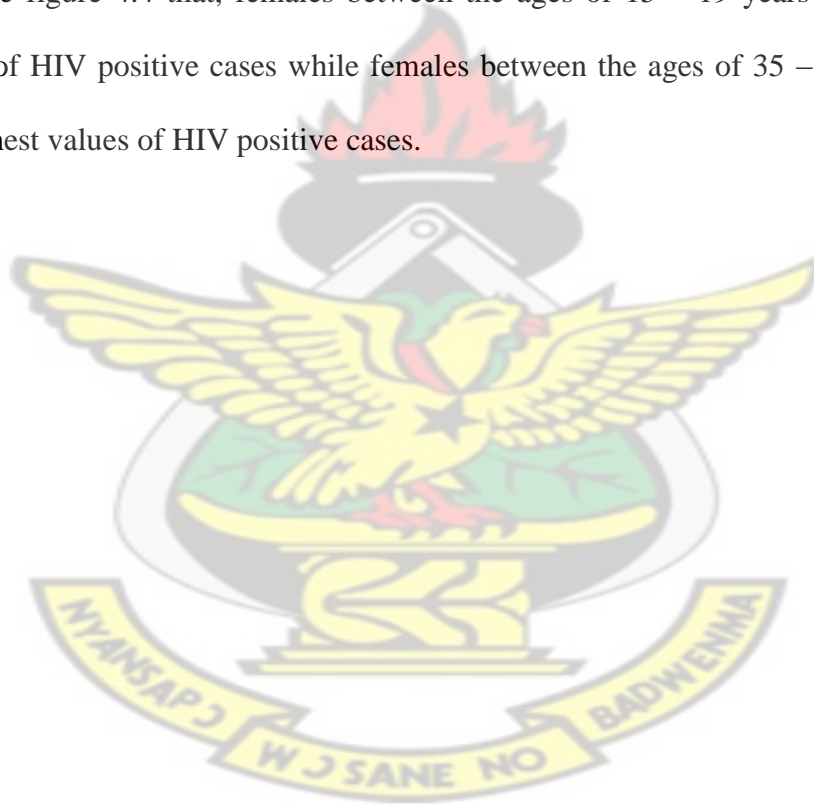 figure 4.4 that, females between the ages of 15 – 19 years
of HIV positive cases while females between the ages of 35 –
values of HIV positive cases.
NYANSAPƆ
WƆSANE NO
BADWENMA